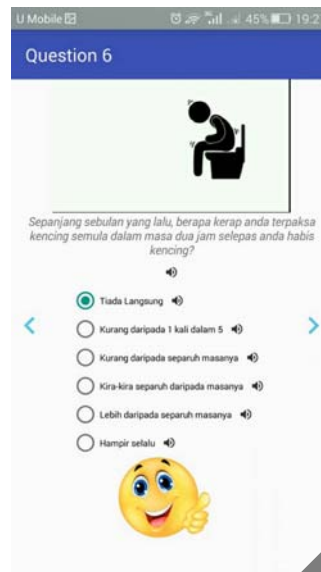 U Mobile 45% 19:2
Question 6
Sepanjang sebulan yang lalu, berapa kerap anda terpaksa
kencing semula dalam masa dua jam selepas anda habis
kencing?
Tiada Langsung
Kurang daripada 1 kali dalam 5
Kurang daripada separuh masanya
Kira-kira separuh daripada masanya
Lebih daripada separuh masanya
Hampir selalu